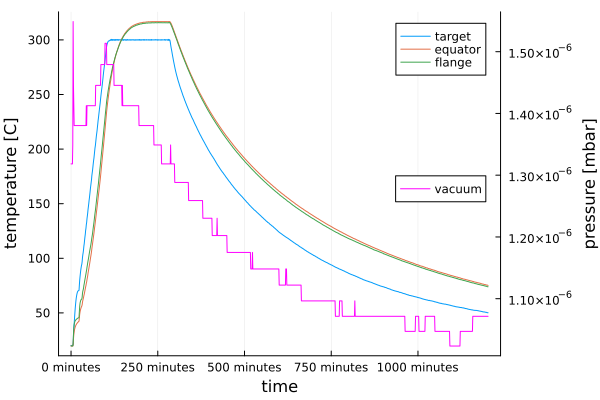 target
equator
flange
vacuum
temperature [C]
300
250
200
150
100
50
1.50×10⁻⁶
1.40×10⁻⁶
1.30×10⁻⁶
1.20×10⁻⁶
1.10×10⁻⁶
pressure [mbar]
0 minutes 250 minutes 500 minutes 750 minutes 1000 minutes
time